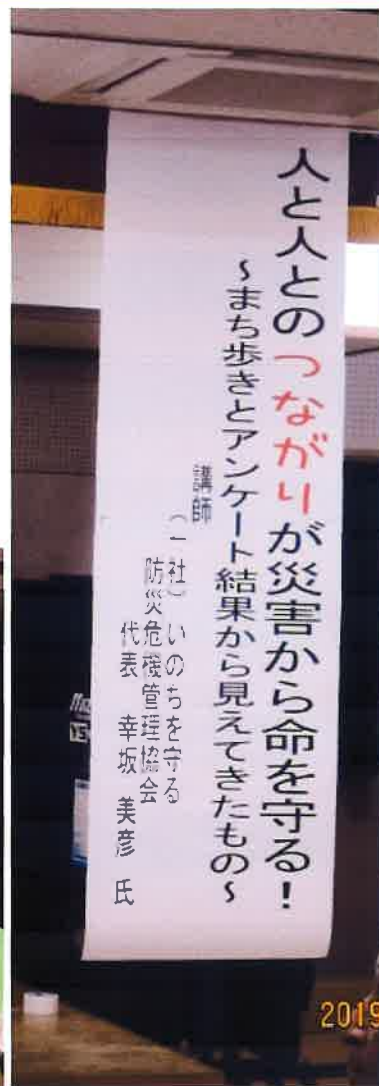 人と人とのつながりが災害から命を守る！
～まち歩きとアンケート結果から見えてきたもの～
講師
（一社）いのちを守る
防災危機管理協会
代表　幸坂　美彦　氏
2019